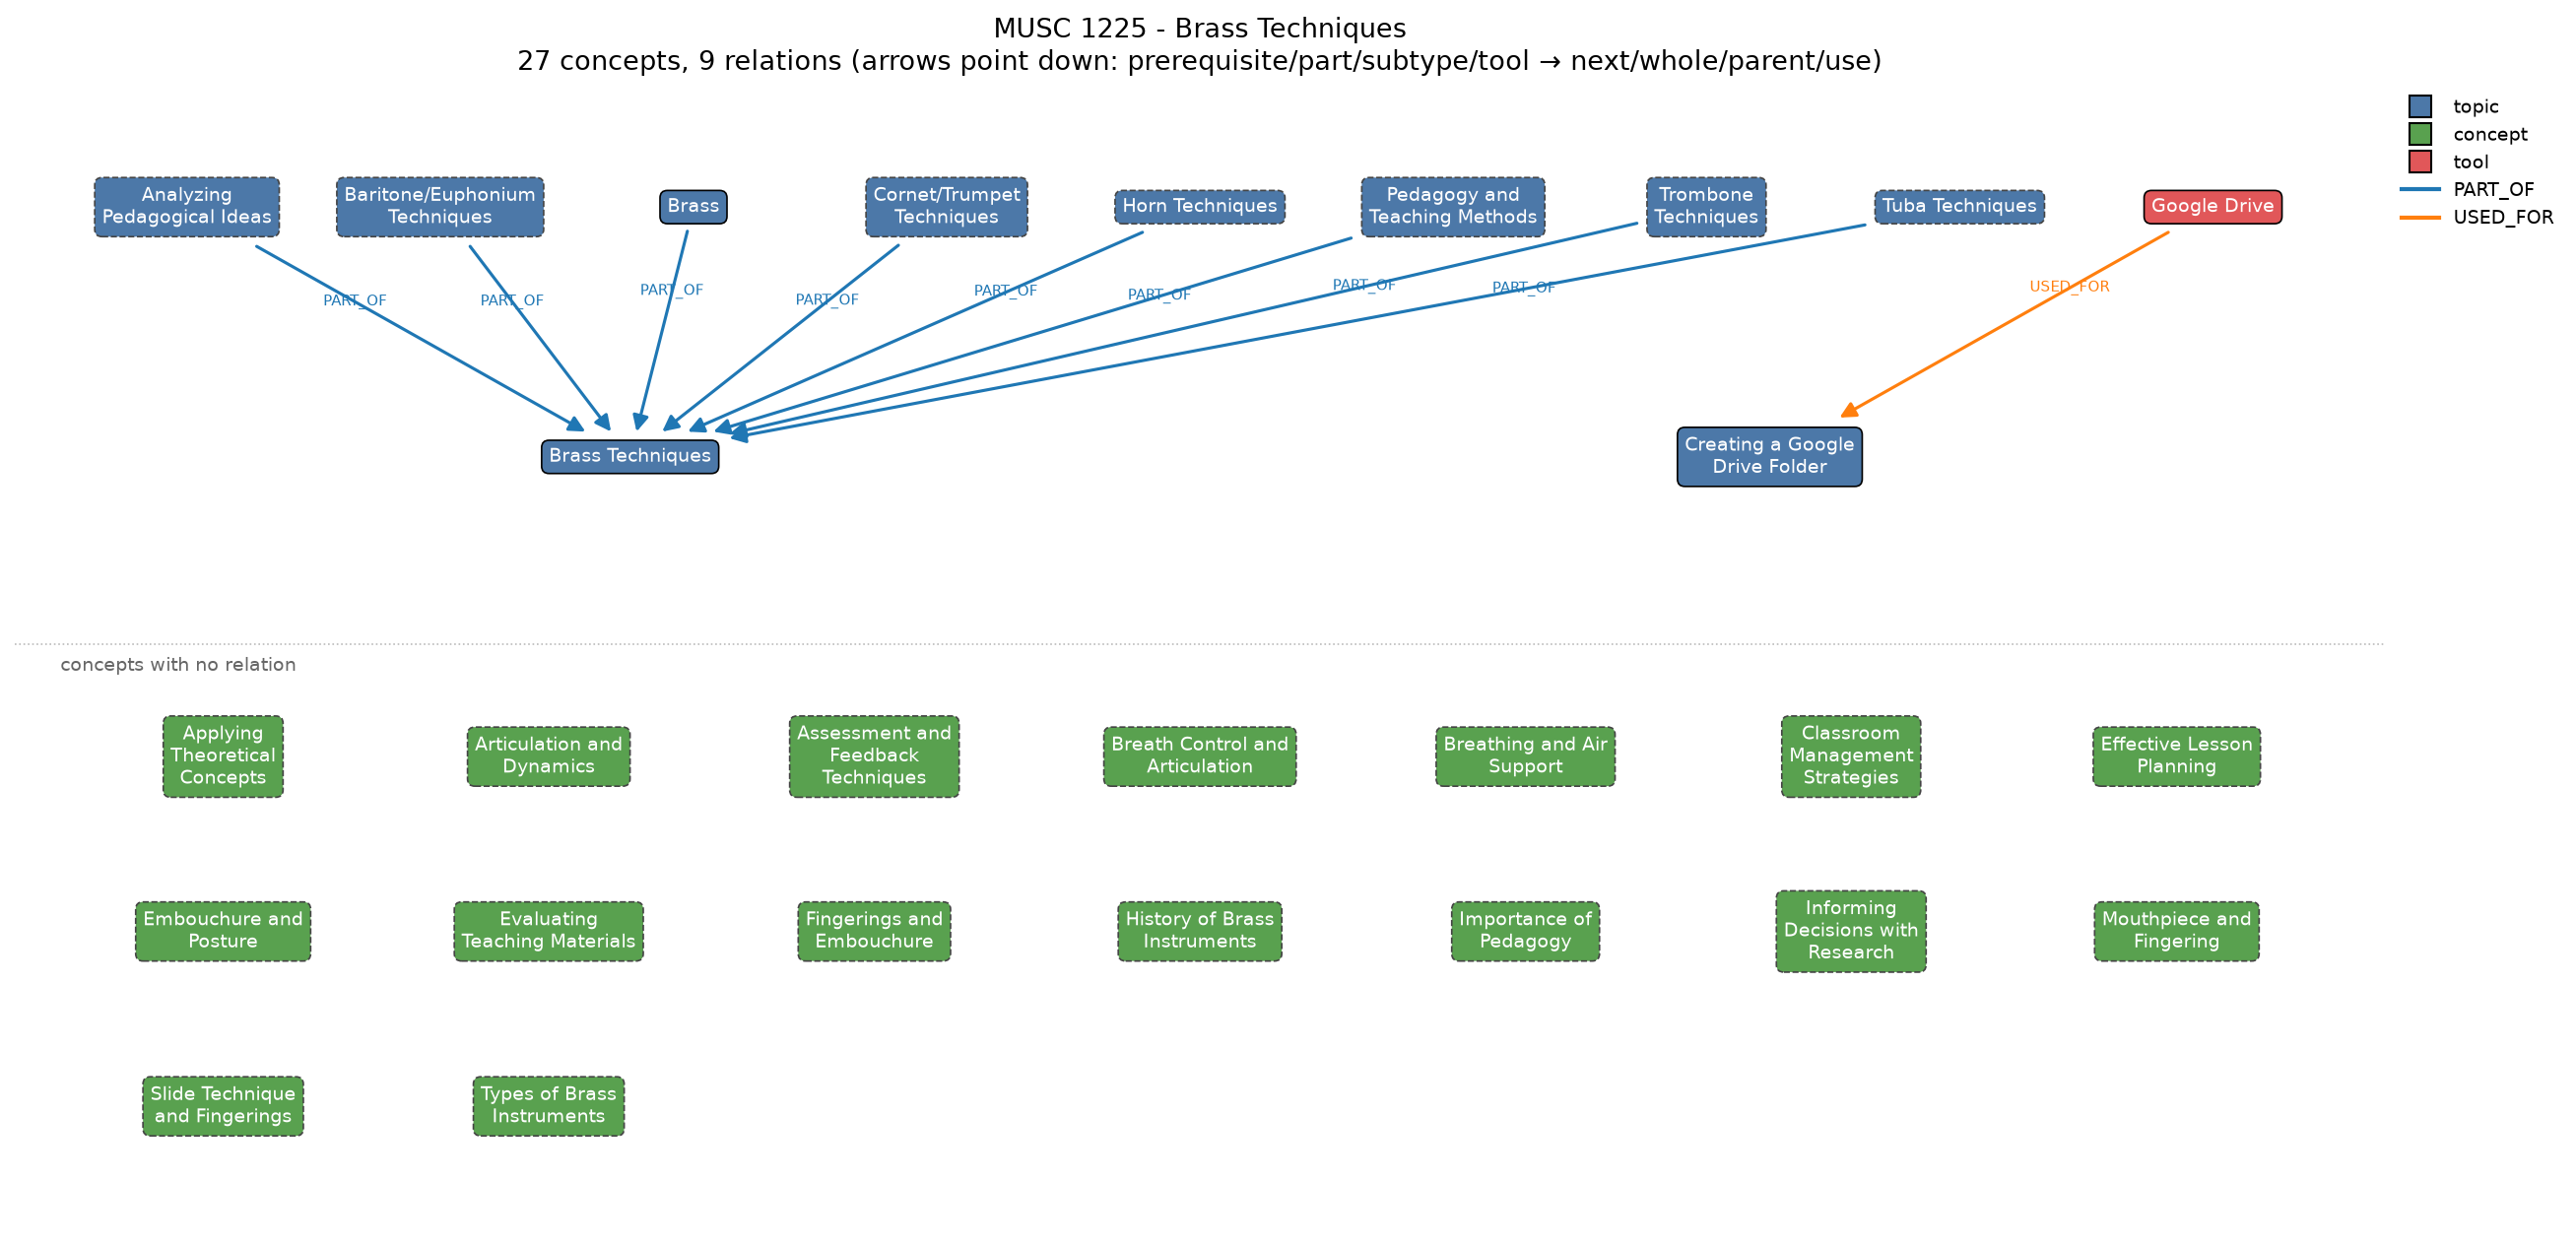 MUSC 1225 - Brass Techniques
27 concepts, 9 relations (arrows point down: prerequisite/part/subtype/tool → next/whole/parent/use)
topic
concept
tool
PART_OF
USED_FOR
Analyzing
Pedagogical Ideas
Baritone/Euphonium
Techniques
Brass
Cornet/Trumpet
Techniques
Horn Techniques
Pedagogy and
Teaching Methods
Trombone
Techniques
Tuba Techniques
Google Drive
PART_OF
PART_OF
PART_OF
PART_OF
PART_OF
PART_OF
PART_OF
PART_OF
USED_FOR
Brass Techniques
Creating a Google
Drive Folder
concepts with no relation
Applying
Theoretical
Concepts
Articulation and
Dynamics
Assessment and
Feedback
Techniques
Breath Control and
Articulation
Breathing and Air
Support
Classroom
Management
Strategies
Effective Lesson
Planning
Embouchure and
Posture
Evaluating
Teaching Materials
Fingerings and
Embouchure
History of Brass
Instruments
Importance of
Pedagogy
Informing
Decisions with
Research
Mouthpiece and
Fingering
Slide Technique
and Fingerings
Types of Brass
Instruments